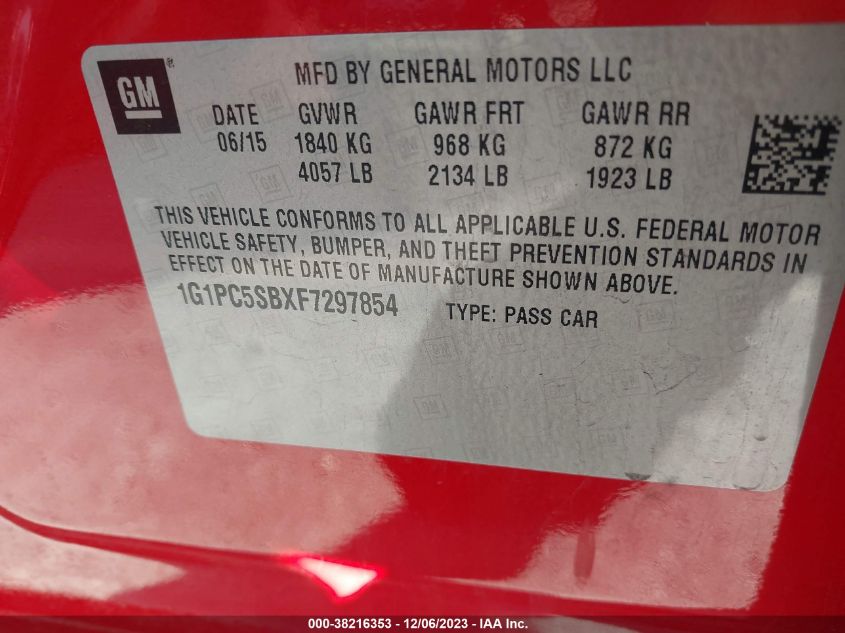 GM
MFD BY GENERAL MOTORS LLC
DATE GVWR GAWR FRT GAWR RR
06/15 1840 KG 968 KG 872 KG
4057 LB 2134 LB 1923 LB
THIS VEHICLE CONFORMS TO ALL APPLICABLE U.S. FEDERAL MOTOR
VEHICLE SAFETY, BUMPER, AND THEFT PREVENTION STANDARDS IN
EFFECT ON THE DATE OF MANUFACTURE SHOWN ABOVE.
1G1PC5SBXF7297854 TYPE: PASS CAR
000-38216353 - 12/06/2023 - IAA Inc.